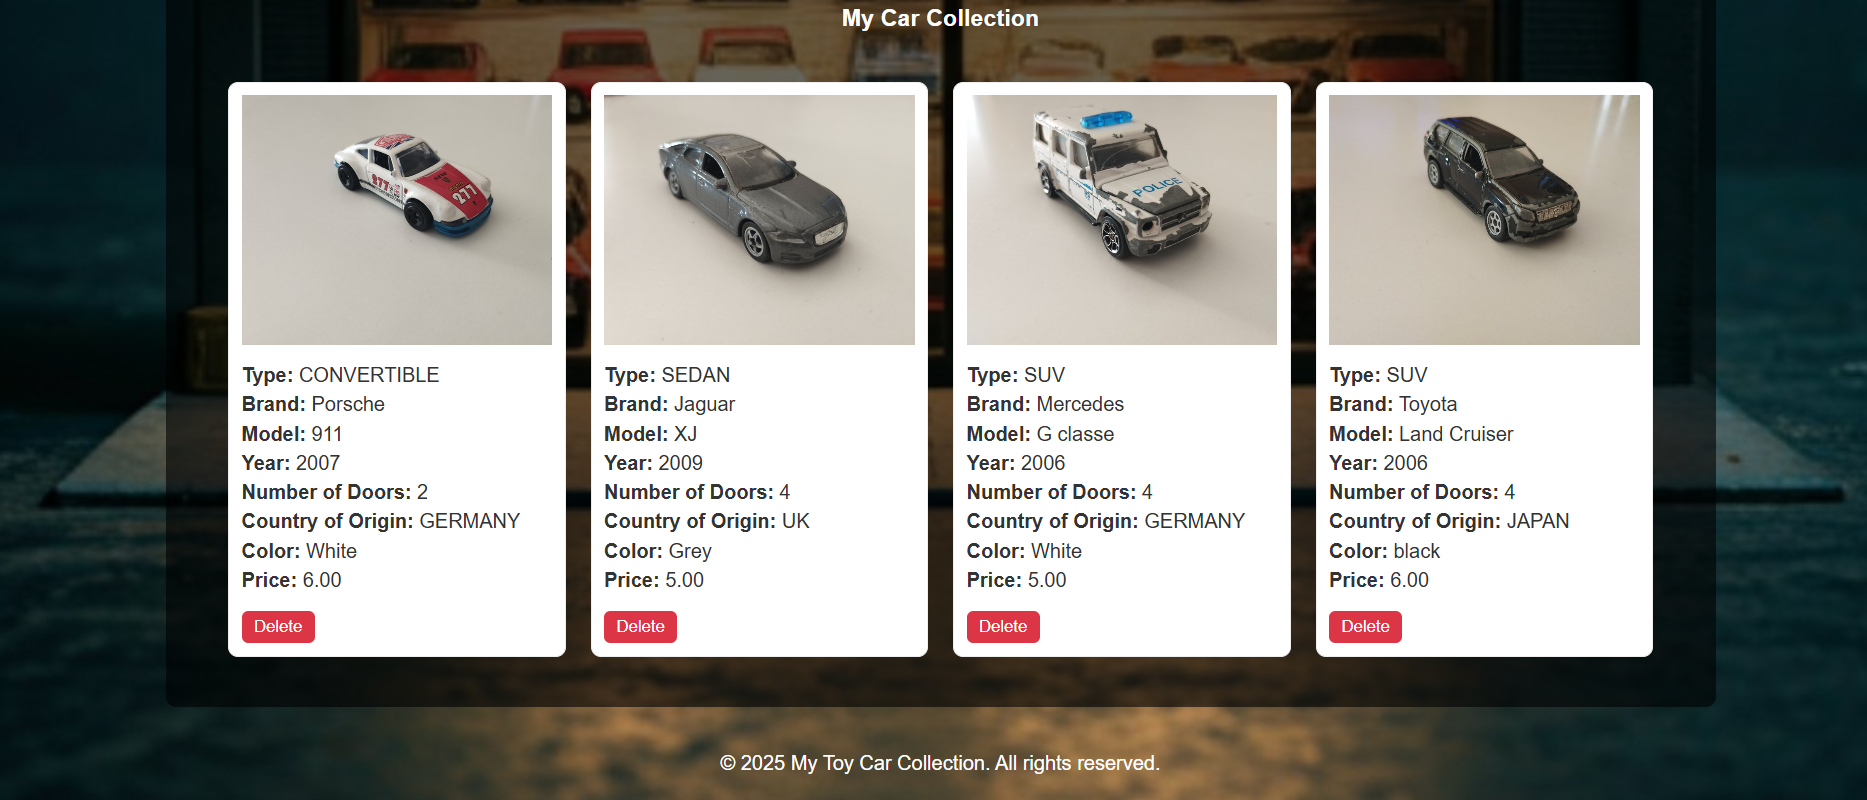 My Car Collection
277
277
POLICE
Type: CONVERTIBLE
Brand: Porsche
Model: 911
Year: 2007
Number of Doors: 2
Country of Origin: GERMANY
Color: White
Price: 6.00
Delete
Type: SEDAN
Brand: Jaguar
Model: XJ
Year: 2009
Number of Doors: 4
Country of Origin: UK
Color: Grey
Price: 5.00
Delete
Type: SUV
Brand: Mercedes
Model: G classe
Year: 2006
Number of Doors: 4
Country of Origin: GERMANY
Color: White
Price: 5.00
Delete
Type: SUV
Brand: Toyota
Model: Land Cruiser
Year: 2006
Number of Doors: 4
Country of Origin: JAPAN
Color: black
Price: 6.00
Delete
© 2025 My Toy Car Collection. All rights reserved.